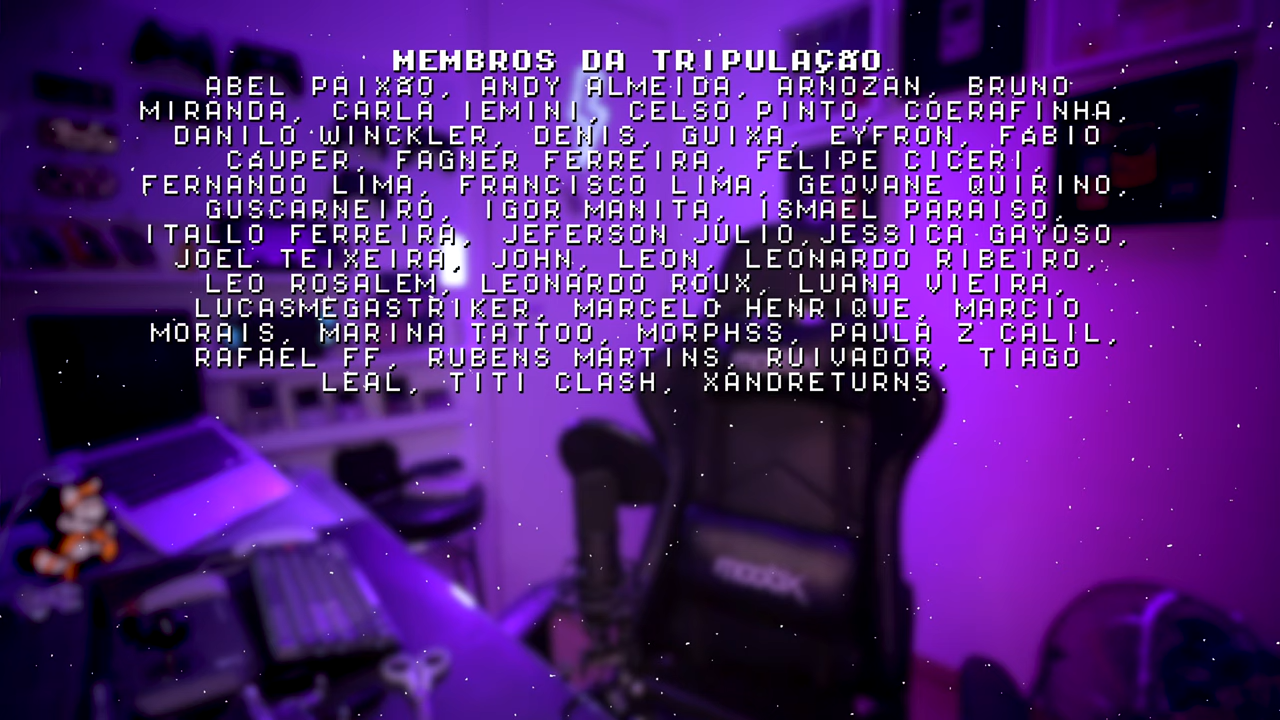 MEMBROS DA TRIPULAÇÃO
ABEL PAIXÃO, ANDY ALMEIDA, ARNOZAN, BRUNO
MIRANDA, CARLA IEMINI, CELSO PINTO, COERAFINHA,
DANILO WINCKLER, DENIS, GUIXA, EYFRON, FÁBIO
CAUPER, FAGNER FERREIRA, FELIPE CICERI,
FERNANDO LIMA, FRANCISCO LIMA, GEOVANE QUIRINO,
GUSCARNEIRO, IGOR MANITA, ISMAEL PARAISO,
ITALLO FERREIRA, JEFERSON JÚLIO,JESSICA GAYOSO,
JOEL TEIXEIRA, JOHN, LEON, LEONARDO RIBEIRO,
LEO ROSALEM, LEONARDO ROUX, LUANA VIEIRA,
LUCASMEGASTRIKER, MARCELO HENRIQUE, MARCIO
MORAIS, MARINA TATTOO, MORPHSS, PAULA Z CALIL,
RAFAEL FF, RUBENS MARTINS, RUIVADOR, TIAGO
LEAL, TITI CLASH, XANDRETURNS.